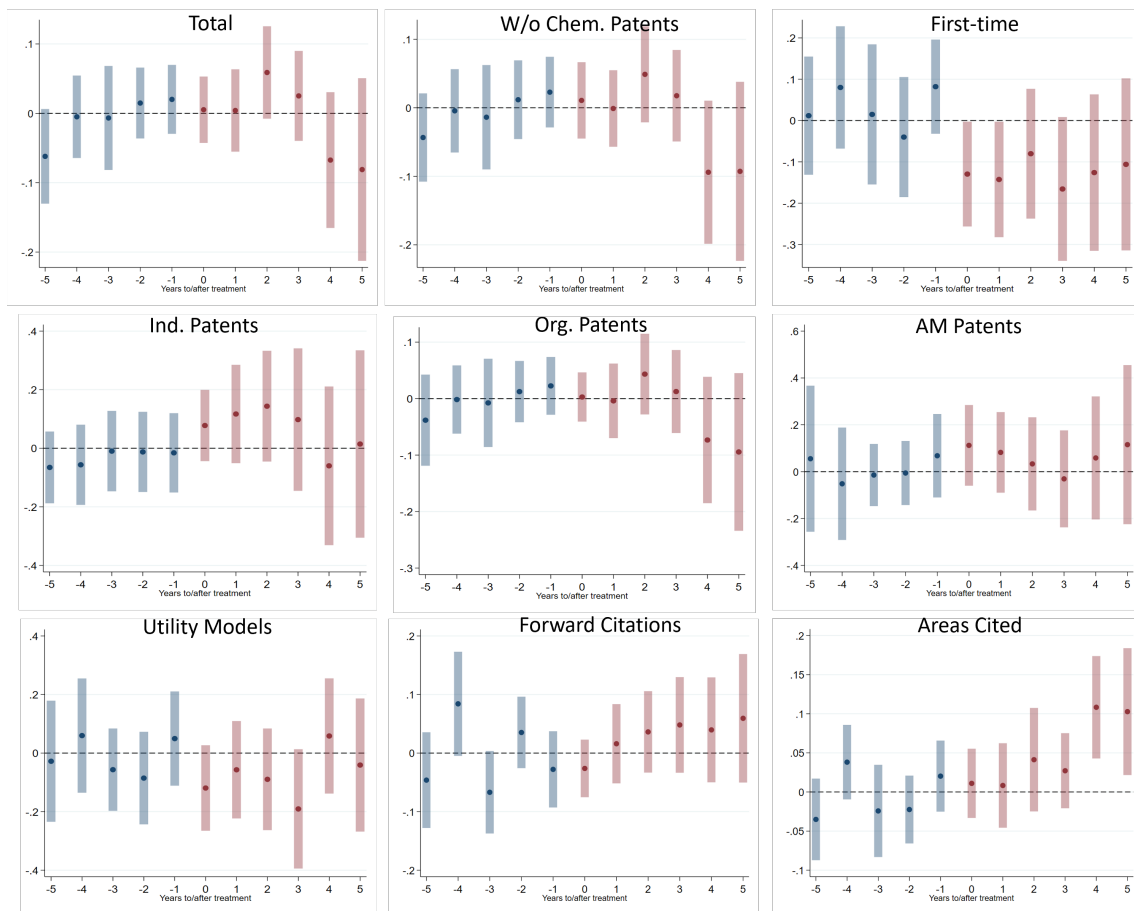 Total
.1
0
-.1
-.2
-5 -4 -3 -2 -1 0 1 2 3 4 5
Years to/after treatment
W/o Chem. Patents
.1
0
-.1
-.2
-5 -4 -3 -2 -1 0 1 2 3 4 5
Years to/after treatment
First-time
.2
.1
0
-.1
-.2
-.3
-5 -4 -3 -2 -1 0 1 2 3 4 5
Years to/after treatment
Ind. Patents
.4
.2
0
-.2
-.4
-5 -4 -3 -2 -1 0 1 2 3 4 5
Years to/after treatment
Org. Patents
.1
0
-.1
-.2
-.3
-5 -4 -3 -2 -1 0 1 2 3 4 5
Years to/after treatment
AM Patents
.6
.4
.2
0
-.2
-.4
-5 -4 -3 -2 -1 0 1 2 3 4 5
Years to/after treatment
Utility Models
.4
.2
0
-.2
-.4
-5 -4 -3 -2 -1 0 1 2 3 4 5
Years to/after treatment
Forward Citations
.2
.1
0
-.1
-.2
-5 -4 -3 -2 -1 0 1 2 3 4 5
Years to/after treatment
Areas Cited
.2
.15
.1
.05
0
-.05
-.1
-5 -4 -3 -2 -1 0 1 2 3 4 5
Years to/after treatment